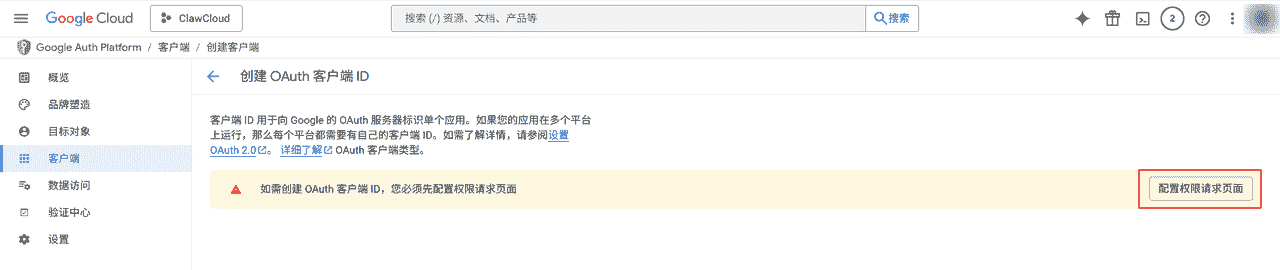 Google Cloud
ClawCloud
搜索 (/) 资源、文档、产品等
搜索
2
Google Auth Platform / 客户端 / 创建客户端
概览
品牌塑造
目标对象
客户端
数据访问
验证中心
设置
创建 OAuth 客户端 ID
客户端 ID 用于向 Google 的 OAuth 服务器标识单个应用。如果您的应用在多个平台
上运行，那么每个平台都需要有自己的客户端 ID。如需了解详情，请参阅设置
OAuth 2.0。 详细了解 OAuth 客户端类型。
如需创建 OAuth 客户端 ID，您必须先配置权限请求页面
配置权限请求页面